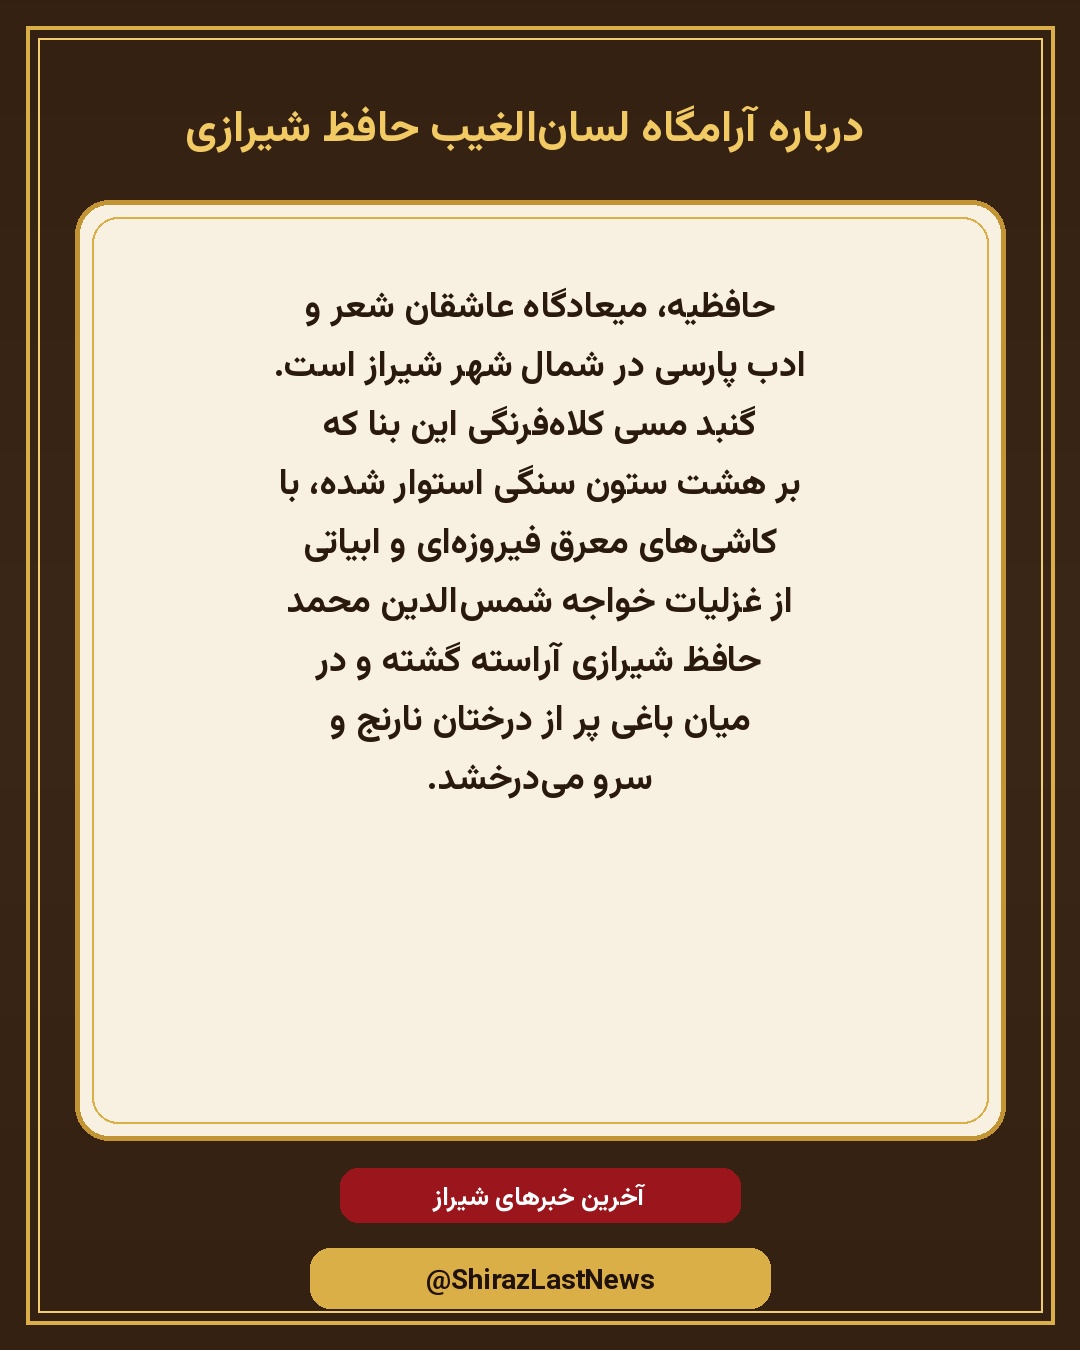 درباره آرامگاه لسان‌الغیب حافظ شیرازی
حافظیه، میعادگاه عاشقان شعر و
ادب پارسی در شمال شهر شیراز است.
گنبد مسی کلاه‌فرنگی این بنا که
بر هشت ستون سنگی استوار شده، با
کاشی‌های معرق فیروزه‌ای و ابیاتی
از غزلیات خواجه شمس‌الدین محمد
حافظ شیرازی آراسته گشته و در
میان باغی پر از درختان نارنج و
سرو می‌درخشد.
آخرین خبرهای شیراز
@ShirazLastNews